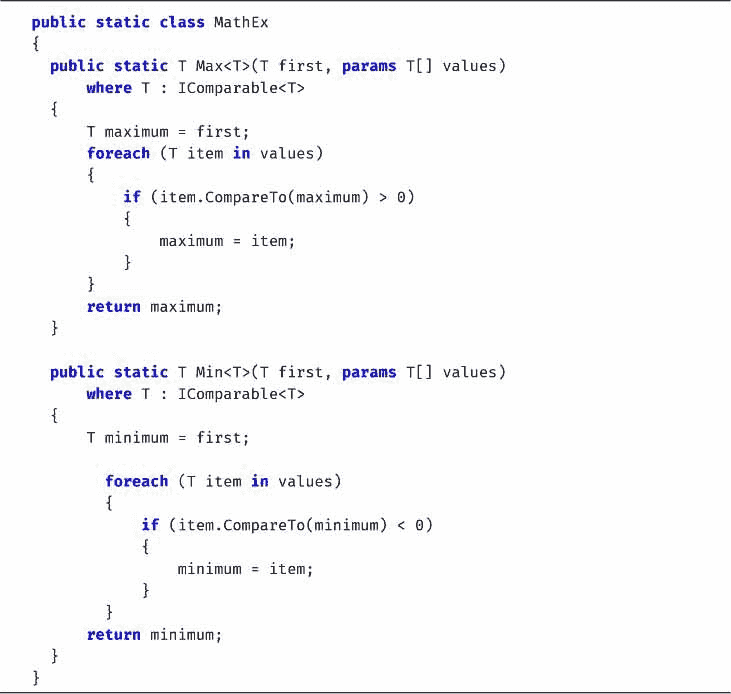 public static class MathEx
{
  public static T Max<T>(T first, params T[] values)
      where T : IComparable<T>
  {
      T maximum = first;
      foreach (T item in values)
      {
          if (item.CompareTo(maximum) > 0)
          {
              maximum = item;
          }
      }
      return maximum;
  }

  public static T Min<T>(T first, params T[] values)
      where T : IComparable<T>
  {
      T minimum = first;

        foreach (T item in values)
        {
            if (item.CompareTo(minimum) < 0)
            {
                minimum = item;
            }
        }
      return minimum;
  }
}